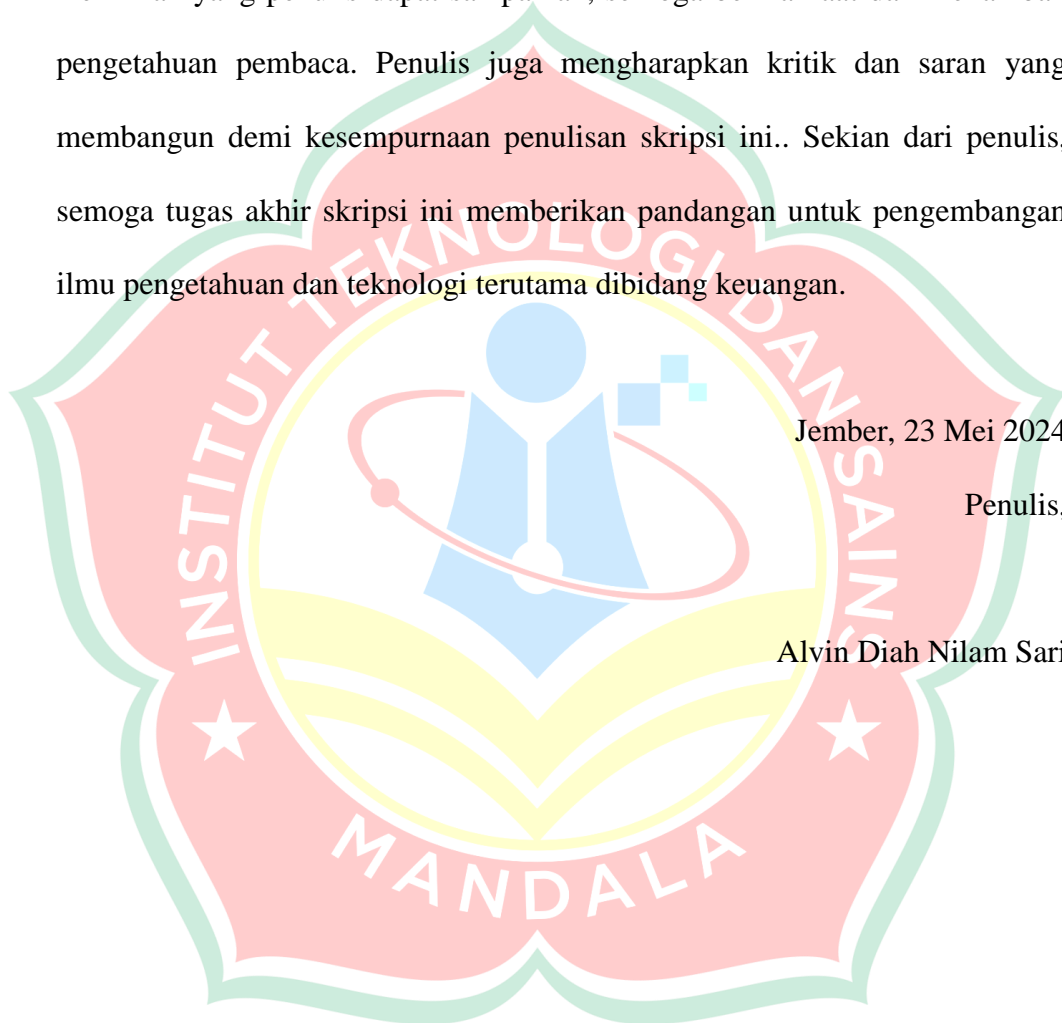 pengetahuan pembaca. Penulis juga mengharapkan kritik dan saran yang
membangun demi kesempurnaan penulisan skripsi ini.. Sekian dari penulis,
semoga tugas akhir skripsi ini memberikan pandangan untuk pengembangan
ilmu pengetahuan dan teknologi terutama dibidang keuangan.
INSTITUT TEKNOLOGI DAN SAINS
Jember, 23 Mei 2024
Penulis,
Alvin Diah Nilam Sari
MANDALA